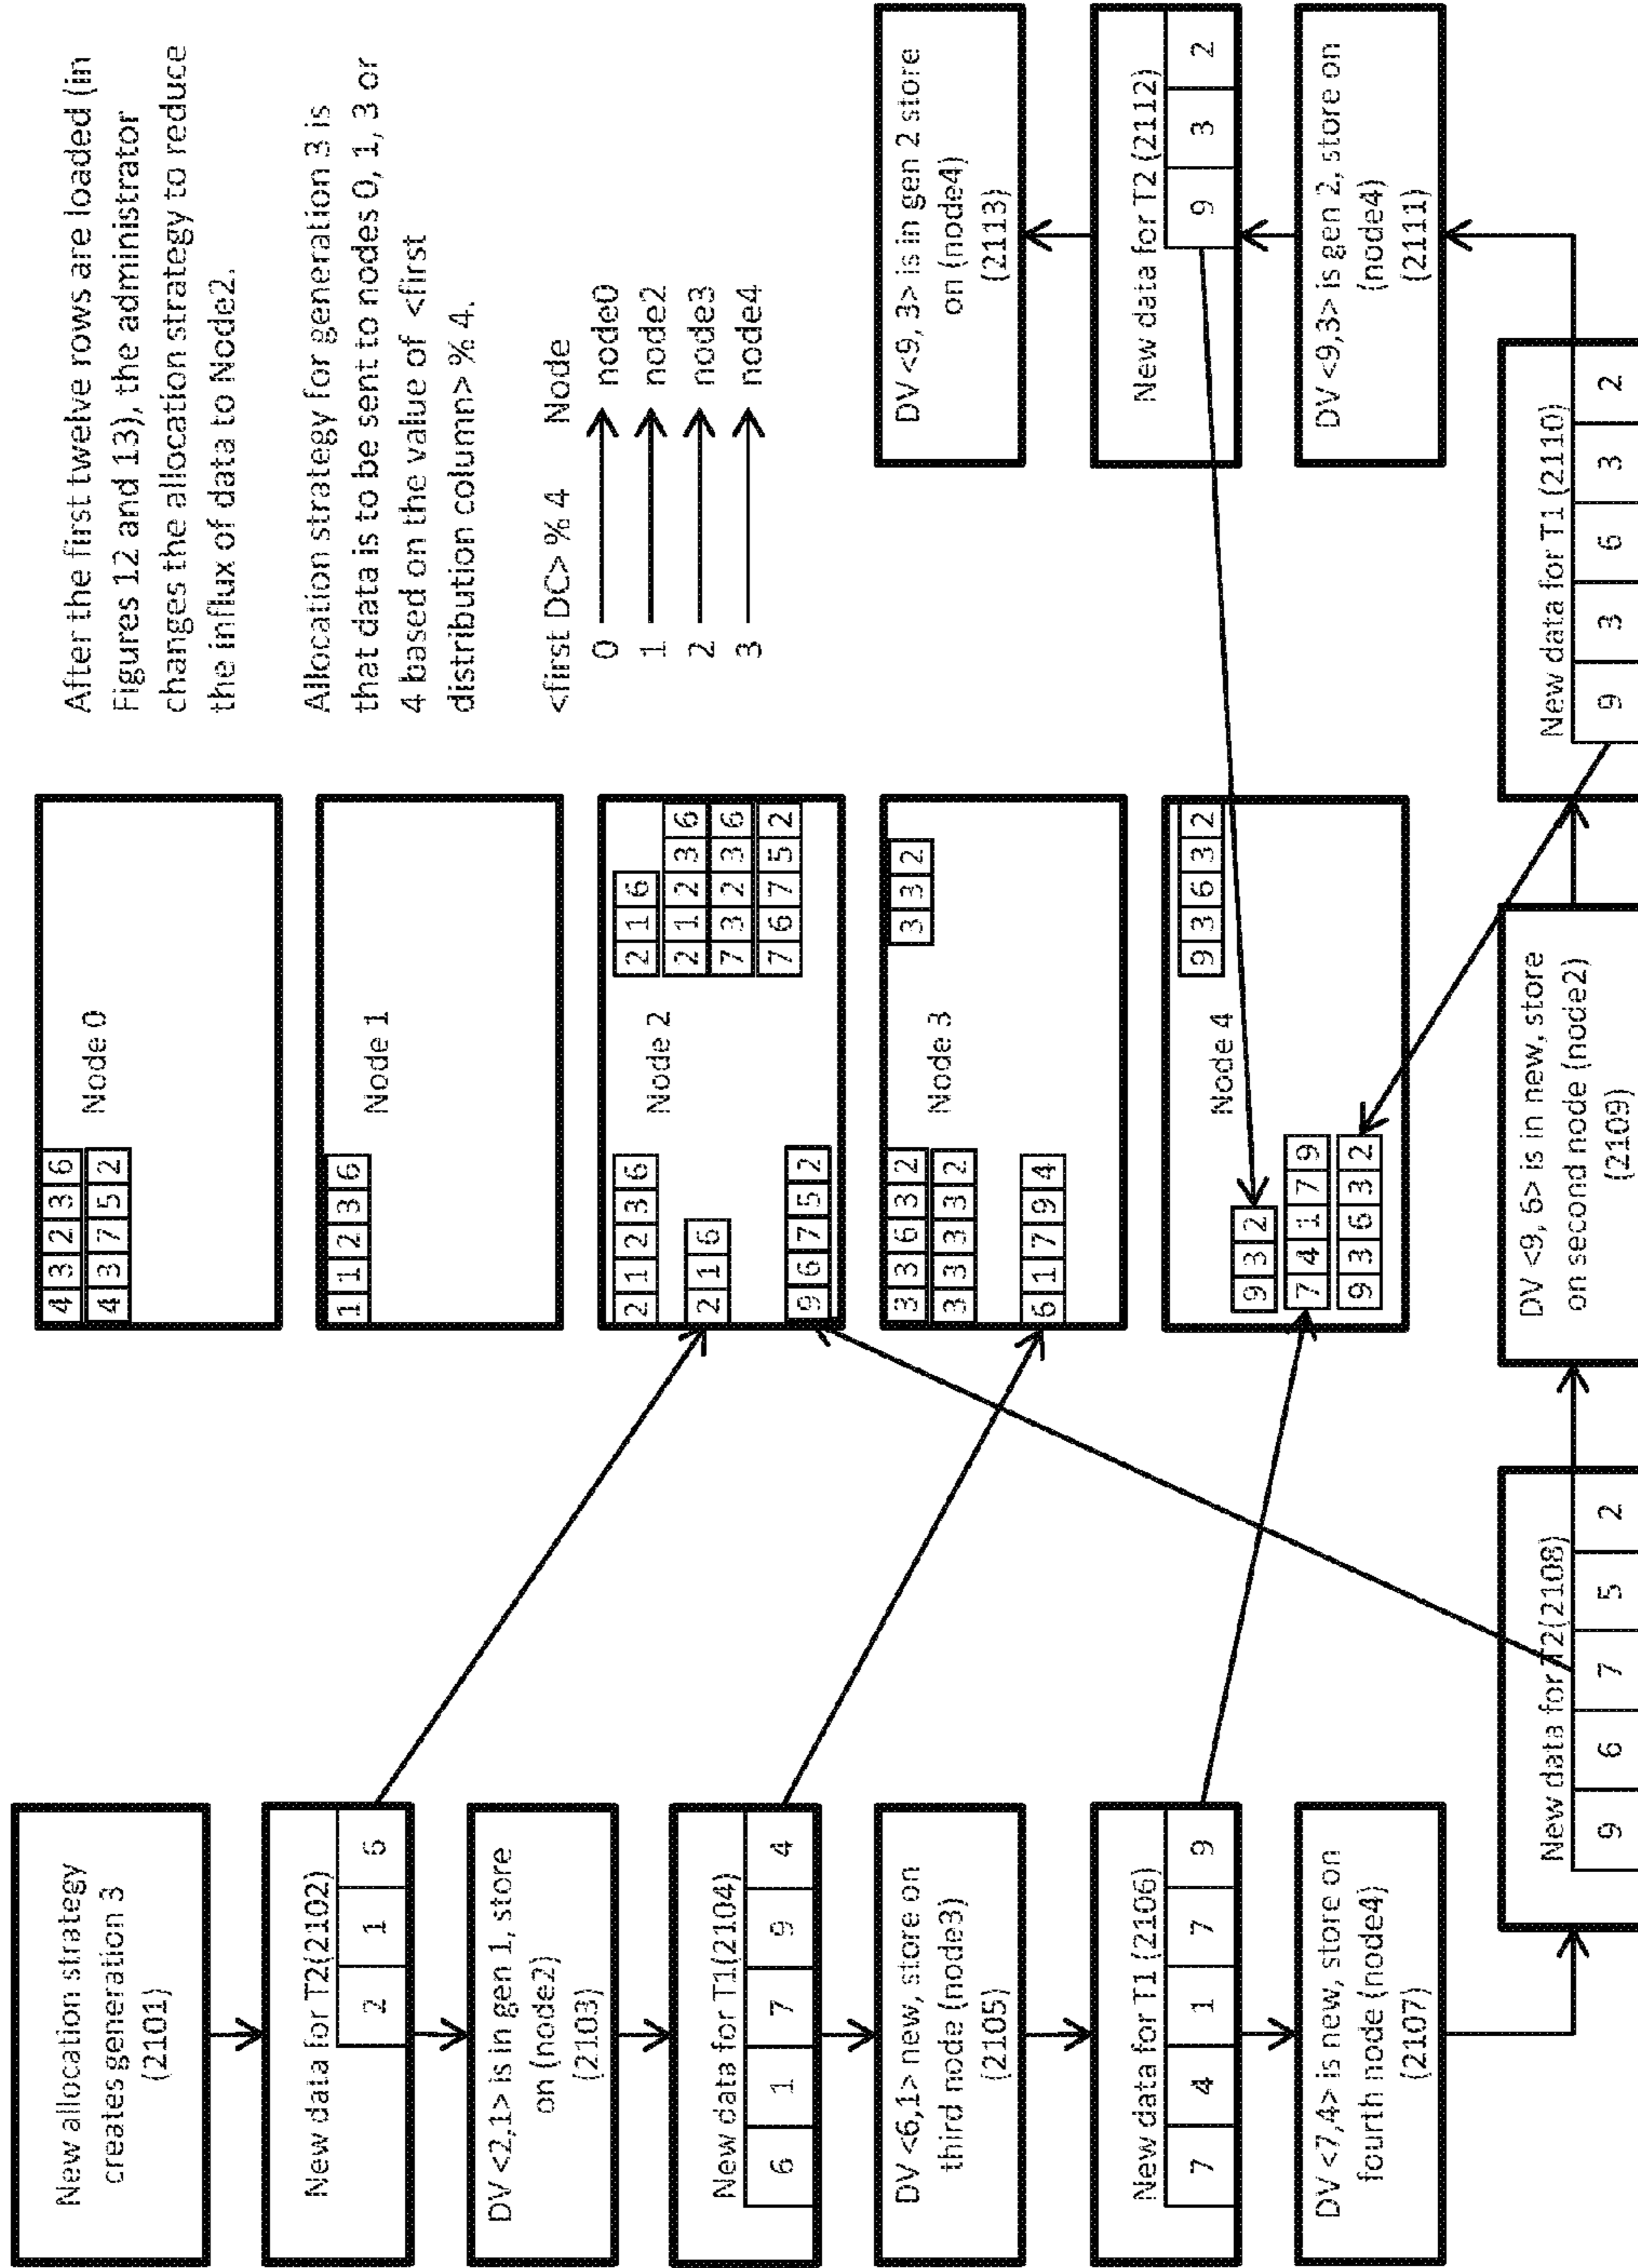 New allocation strategy
creates generation 3
(2101)
New data for T2(2102)
2 1 6
DV <2,1> is in gen 1, store
on (node2)
(2103)
New data for T1(2104)
6 1 7 9 4
DV <6,1> new, store on
third node (node3)
(2105)
New data for T1 (2106)
7 4 1 7 9
DV <7,4> is new, store on
fourth node (node4)
(2107)
New data for T2(2108)
9 6 7 5 2
DV <9, 6> is in new, store
on second node (node2)
(2109)
New data for T1 (2110)
9 3 6 3 2
DV <9,3> is gen 2, store on
(node4)
(2111)
New data for T2 (2112)
9 3 2
DV <9, 3> is in gen 2 store
on (node4)
(2113)
4 3 2 3 6
4 3 7 5 2
Node 0
1 1 2 3 6
Node 1
2 1 2 3 6
2 1 6
9 6 7 5 2
Node 2
2 1 6
2 1 2 3 6
7 3 2 3 6
7 6 7 5 2
3 3 6 3 2
3 3 3 3 2
6 1 7 9 4
Node 3
3 3 2
9 3 2
7 4 1 7 9
9 3 6 3 2
Node 4
9 3 6 3 2
After the first twelve rows are loaded (in
Figures 12 and 13), the administrator
changes the allocation strategy to reduce
the influx of data to Node2.
Allocation strategy for generation 3 is
that data is to be sent to nodes 0, 1, 3 or
4 based on the value of <first
distribution column> % 4.
<first DC> % 4 Node
0 node0
1 node2
2 node3
3 node4